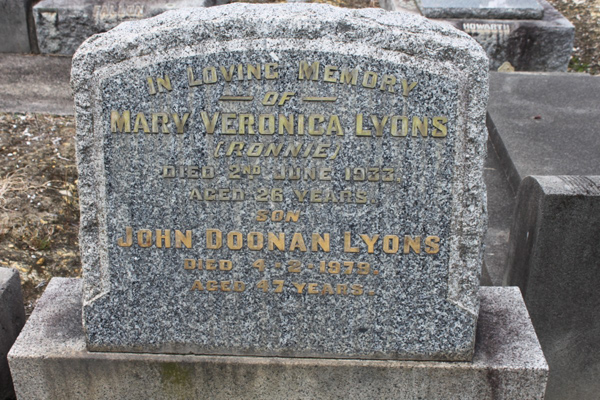 HOWORTH
IN LOVING MEMORY
OF
MARY VERONICA LYONS
(RONNIE)
DIED 2ND JUNE 1933.
AGED 26 YEARS.
SON
JOHN DOONAN LYONS
DIED 4-2-1979.
AGED 47 YEARS.